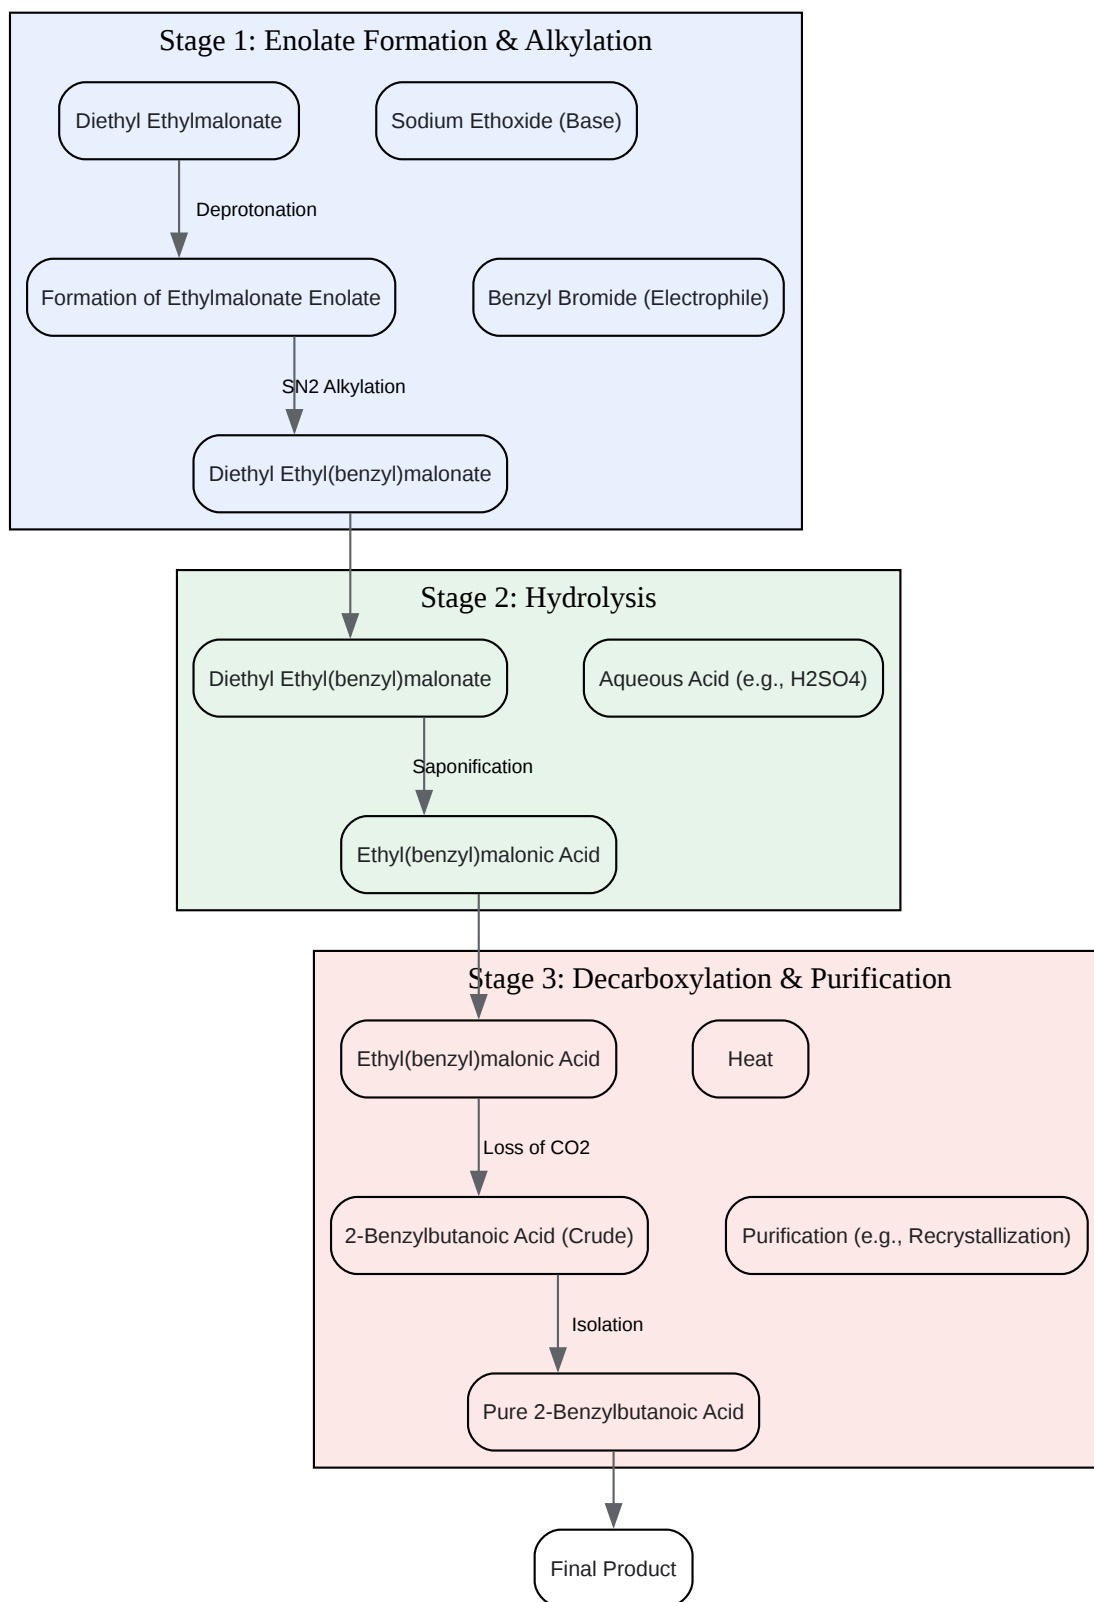 Stage 1: Enolate Formation & Alkylation
Diethyl Ethylmalonate
Sodium Ethoxide (Base)
Deprotonation
Formation of Ethylmalonate Enolate
Benzyl Bromide (Electrophile)
SN2 Alkylation
Diethyl Ethyl(benzyl)malonate
Stage 2: Hydrolysis
Diethyl Ethyl(benzyl)malonate
Aqueous Acid (e.g., H2SO4)
Saponification
Ethyl(benzyl)malonic Acid
Stage 3: Decarboxylation & Purification
Ethyl(benzyl)malonic Acid
Heat
Loss of CO2
2-Benzylbutanoic Acid (Crude)
Purification (e.g., Recrystallization)
Isolation
Pure 2-Benzylbutanoic Acid
Final Product